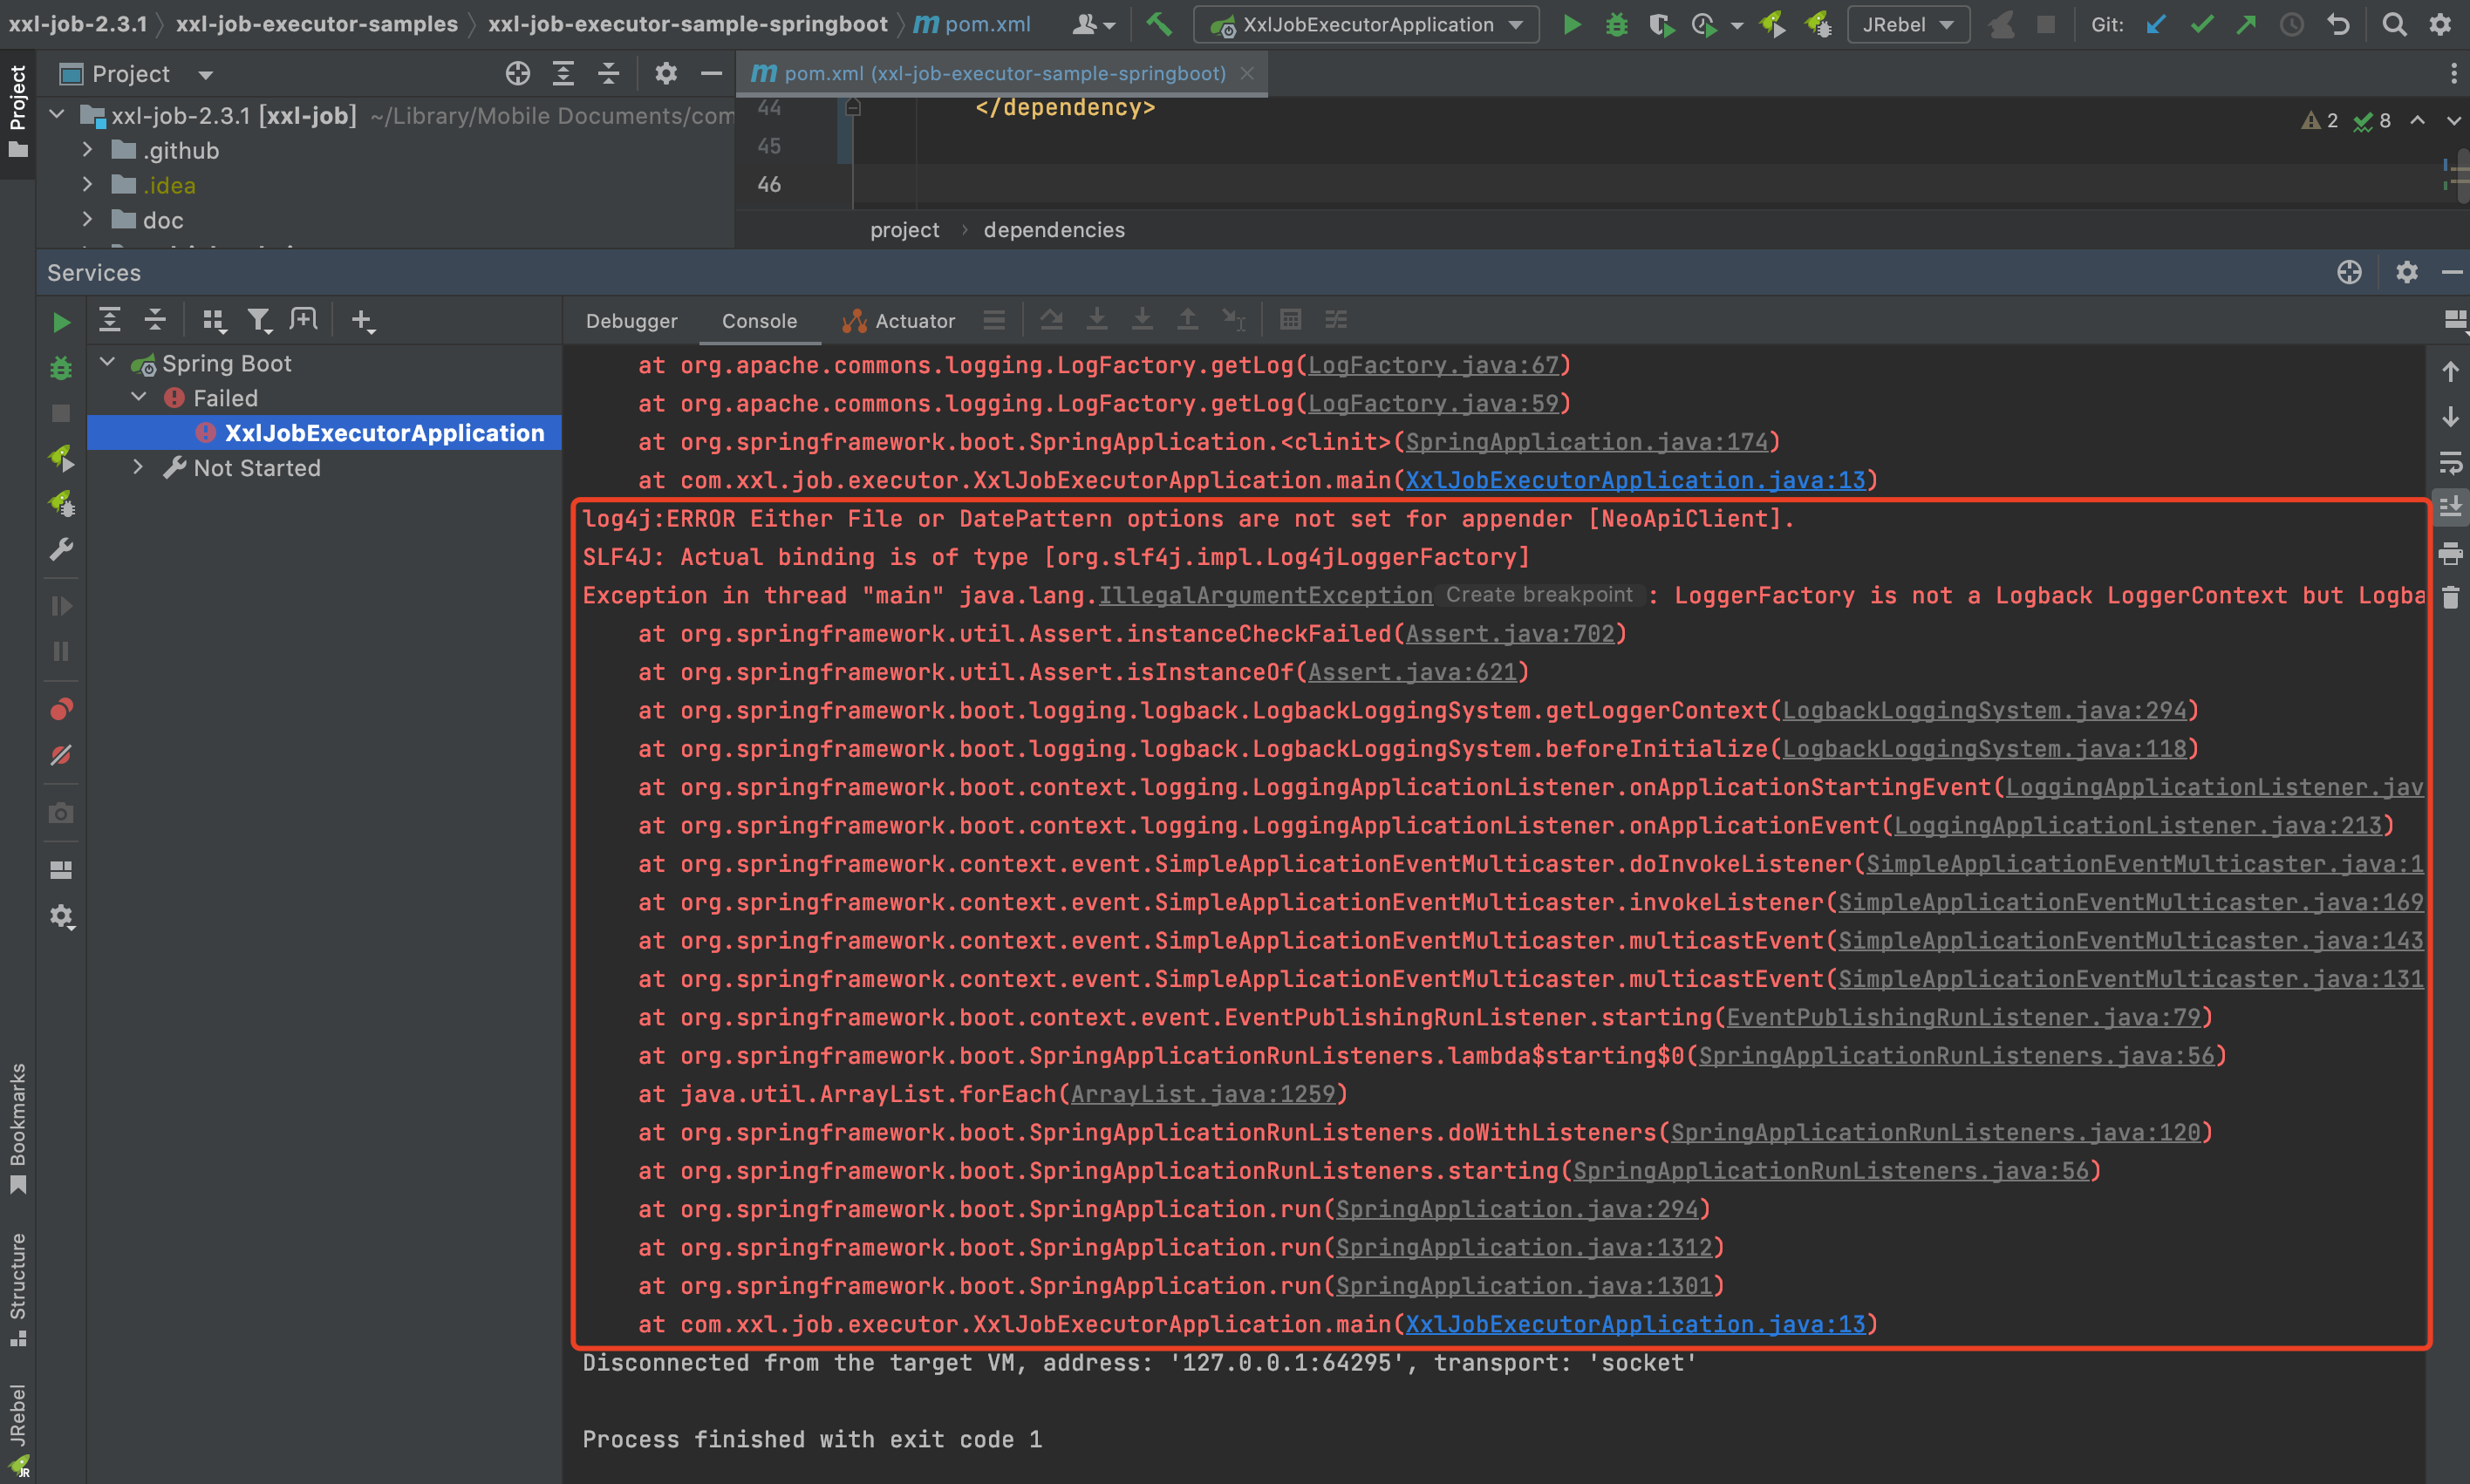 xxl-job-2.3.1 xxl-job-executor-samples xxl-job-executor-sample-springboot pom.xml XxlJobExecutorApplication JRebel Git:
Project
Project
pom.xml (xxl-job-executor-sample-springboot)
xxl-job-2.3.1 [xxl-job] ~/Library/Mobile Documents/com
.github
.idea
doc
44 </dependency>
45
46
2 8
project dependencies
Services
Debugger Console Actuator
Spring Boot
Failed
XxlJobExecutorApplication
Not Started
at org.apache.commons.logging.LogFactory.getLog(LogFactory.java:67)
at org.apache.commons.logging.LogFactory.getLog(LogFactory.java:59)
at org.springframework.boot.SpringApplication.<clinit>(SpringApplication.java:174)
at com.xxl.job.executor.XxlJobExecutorApplication.main(XxlJobExecutorApplication.java:13)
log4j:ERROR Either File or DatePattern options are not set for appender [NeoApiClient].
SLF4J: Actual binding is of type [org.slf4j.impl.Log4jLoggerFactory]
Exception in thread "main" java.lang.IllegalArgumentException Create breakpoint : LoggerFactory is not a Logback LoggerContext but Logba
at org.springframework.util.Assert.instanceCheckFailed(Assert.java:702)
at org.springframework.util.Assert.isInstanceOf(Assert.java:621)
at org.springframework.boot.logging.logback.LogbackLoggingSystem.getLoggerContext(LogbackLoggingSystem.java:294)
at org.springframework.boot.logging.logback.LogbackLoggingSystem.beforeInitialize(LogbackLoggingSystem.java:118)
at org.springframework.boot.context.logging.LoggingApplicationListener.onApplicationStartingEvent(LoggingApplicationListener.jav
at org.springframework.boot.context.logging.LoggingApplicationListener.onApplicationEvent(LoggingApplicationListener.java:213)
at org.springframework.context.event.SimpleApplicationEventMulticaster.doInvokeListener(SimpleApplicationEventMulticaster.java:1
at org.springframework.context.event.SimpleApplicationEventMulticaster.invokeListener(SimpleApplicationEventMulticaster.java:169
at org.springframework.context.event.SimpleApplicationEventMulticaster.multicastEvent(SimpleApplicationEventMulticaster.java:143
at org.springframework.context.event.SimpleApplicationEventMulticaster.multicastEvent(SimpleApplicationEventMulticaster.java:131
at org.springframework.boot.context.event.EventPublishingRunListener.starting(EventPublishingRunListener.java:79)
at org.springframework.boot.SpringApplicationRunListeners.lambda$starting$0(SpringApplicationRunListeners.java:56)
at java.util.ArrayList.forEach(ArrayList.java:1259)
at org.springframework.boot.SpringApplicationRunListeners.doWithListeners(SpringApplicationRunListeners.java:120)
at org.springframework.boot.SpringApplicationRunListeners.starting(SpringApplicationRunListeners.java:56)
at org.springframework.boot.SpringApplication.run(SpringApplication.java:294)
at org.springframework.boot.SpringApplication.run(SpringApplication.java:1312)
at org.springframework.boot.SpringApplication.run(SpringApplication.java:1301)
at com.xxl.job.executor.XxlJobExecutorApplication.main(XxlJobExecutorApplication.java:13)
Disconnected from the target VM, address: '127.0.0.1:64295', transport: 'socket'
Process finished with exit code 1
Bookmarks
Structure
JRebel